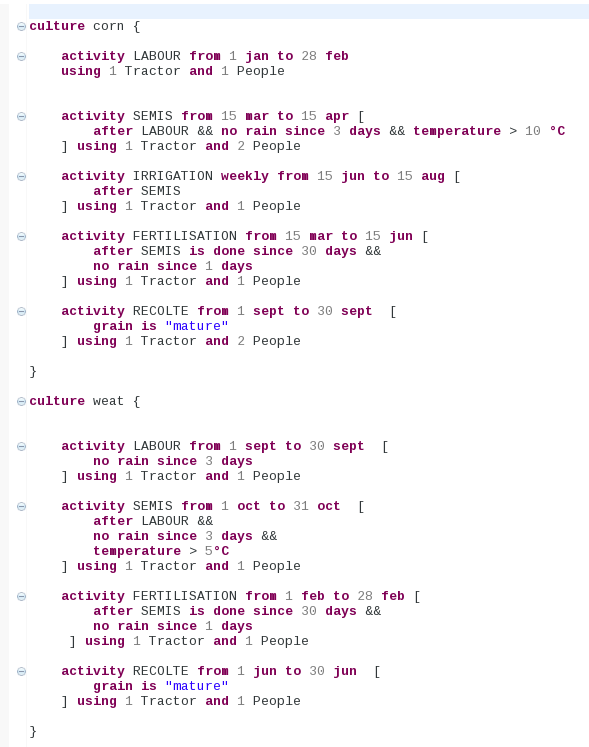 culture corn {
activity LABOUR from 1 jan to 28 feb
using 1 Tractor and 1 People
activity SEMIS from 15 mar to 15 apr [
after LABOUR && no rain since 3 days && temperature > 10 °C
] using 1 Tractor and 2 People
activity IRRIGATION weekly from 15 jun to 15 aug [
after SEMIS
] using 1 Tractor and 1 People
activity FERTILISATION from 15 mar to 15 jun [
after SEMIS is done since 30 days &&
no rain since 1 days
] using 1 Tractor and 1 People
activity RECOLTE from 1 sept to 30 sept [
grain is "mature"
] using 1 Tractor and 2 People
}
culture weat {
activity LABOUR from 1 sept to 30 sept [
no rain since 3 days
] using 1 Tractor and 1 People
activity SEMIS from 1 oct to 31 oct [
after LABOUR &&
no rain since 3 days &&
temperature > 5°C
] using 1 Tractor and 1 People
activity FERTILISATION from 1 feb to 28 feb [
after SEMIS is done since 30 days &&
no rain since 1 days
] using 1 Tractor and 1 People
activity RECOLTE from 1 jun to 30 jun [
grain is "mature"
] using 1 Tractor and 1 People
}